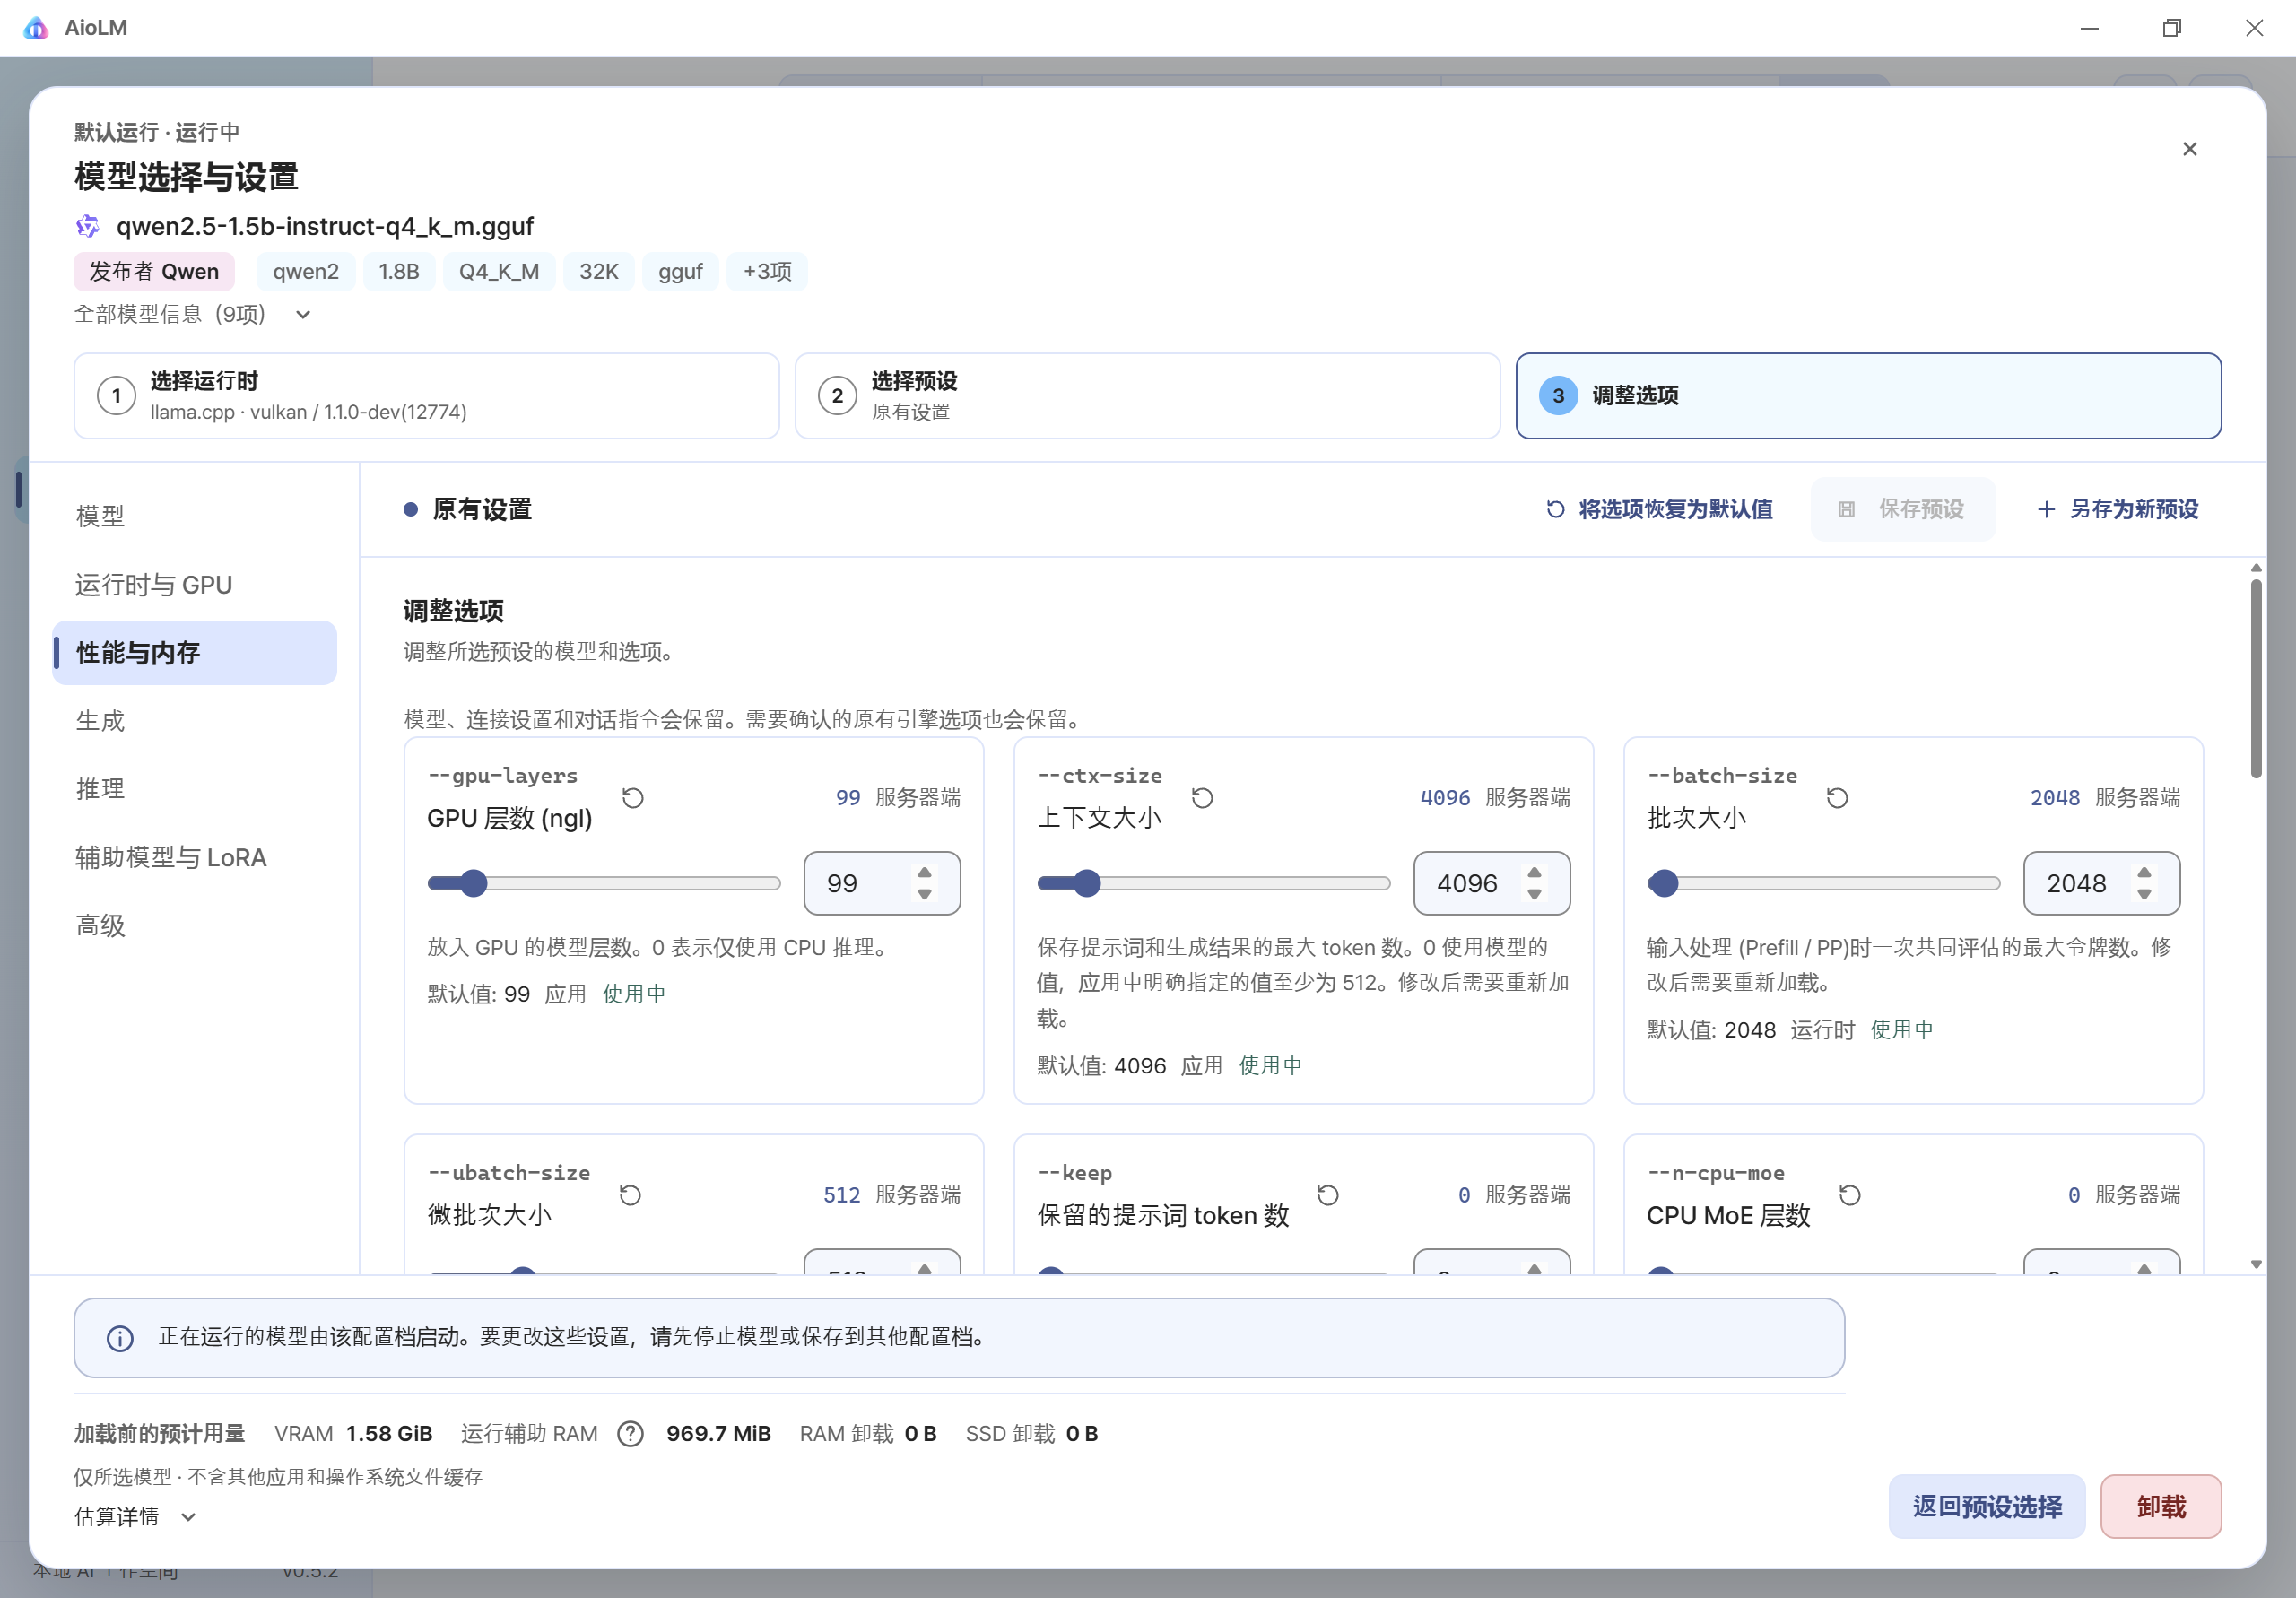 AioLM
默认运行 · 运行中
模型选择与设置
qwen2.5-1.5b-instruct-q4_k_m.gguf
发布者 Qwen qwen2 1.8B Q4_K_M 32K gguf +3项
全部模型信息 (9项)
1 选择运行时
llama.cpp · vulkan / 1.1.0-dev(12774)
2 选择预设
原有设置
3 调整选项
模型
运行时与 GPU
性能与内存
生成
推理
辅助模型与 LoRA
高级
原有设置
将选项恢复为默认值
保存预设
另存为新预设
调整选项
调整所选预设的模型和选项。
模型、连接设置和对话指令会保留。需要确认的原有引擎选项也会保留。
--gpu-layers
GPU 层数 (ngl)
99 服务器端
99
放入 GPU 的模型层数。0 表示仅使用 CPU 推理。
默认值: 99 应用 使用中
--ctx-size
上下文大小
4096 服务器端
4096
保存提示词和生成结果的最大 token 数。0 使用模型的
值，应用中明确指定的值至少为 512。修改后需要重新加
载。
默认值: 4096 应用 使用中
--batch-size
批次大小
2048 服务器端
2048
输入处理 (Prefill / PP)时一次共同评估的最大令牌数。修
改后需要重新加载。
默认值: 2048 运行时 使用中
--ubatch-size
微批次大小
512 服务器端
512
--keep
保留的提示词 token 数
0 服务器端
0
--n-cpu-moe
CPU MoE 层数
0 服务器端
0
正在运行的模型由该配置档启动。要更改这些设置，请先停止模型或保存到其他配置档。
加载前的预计用量 VRAM 1.58 GiB 运行辅助 RAM ? 969.7 MiB RAM 卸载 0 B SSD 卸载 0 B
仅所选模型 · 不含其他应用和操作系统文件缓存
估算详情
返回预设选择
卸载
本地 AI 工作空间 v0.5.2